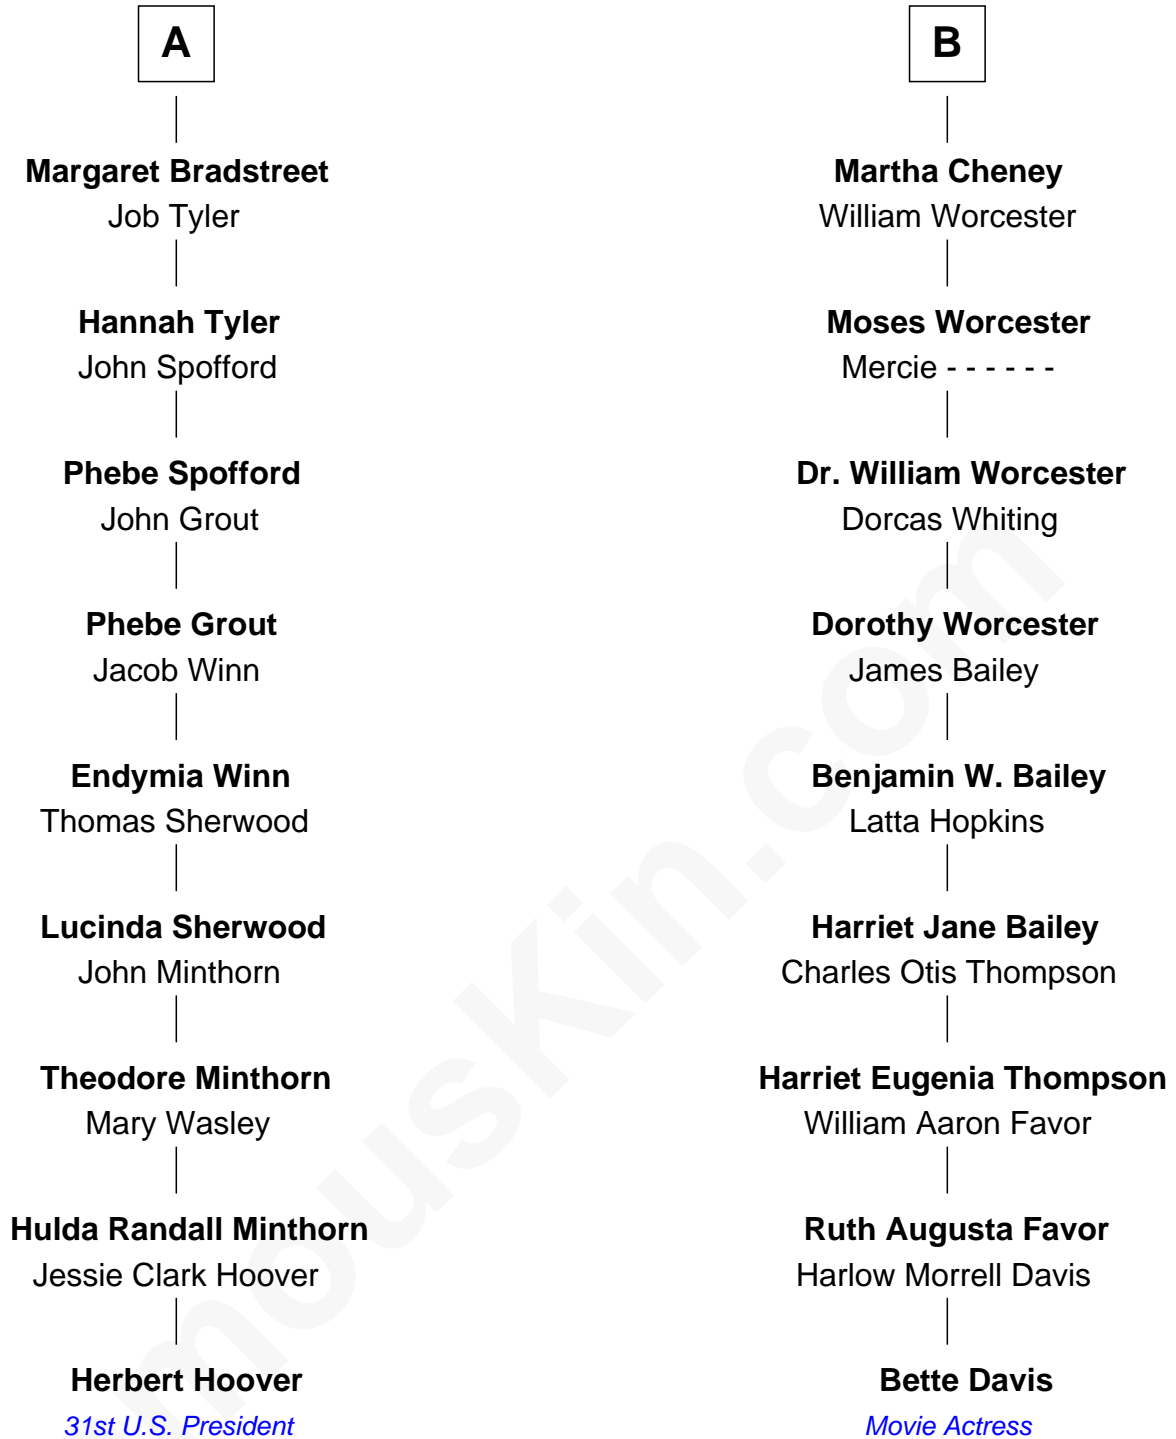 A
B
Margaret Bradstreet
Job Tyler
Martha Cheney
William Worcester
Hannah Tyler
John Spofford
Moses Worcester
Mercie - - - - - -
Phebe Spofford
John Grout
Dr. William Worcester
Dorcas Whiting
Phebe Grout
Jacob Winn
Dorothy Worcester
James Bailey
Endymia Winn
Thomas Sherwood
Benjamin W. Bailey
Latta Hopkins
Lucinda Sherwood
John Minthorn
Harriet Jane Bailey
Charles Otis Thompson
Theodore Minthorn
Mary Wasley
Harriet Eugenia Thompson
William Aaron Favor
Hulda Randall Minthorn
Jessie Clark Hoover
Ruth Augusta Favor
Harlow Morrell Davis
Herbert Hoover
31st U.S. President
Bette Davis
Movie Actress
mousKin.com